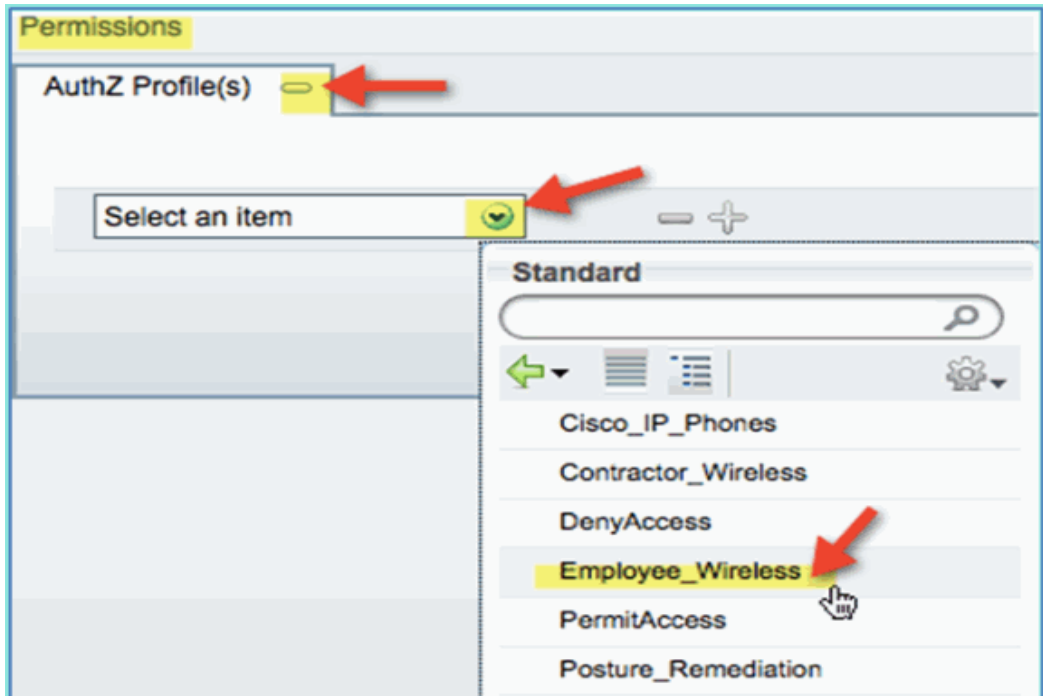 Permissions
AuthZ Profile(s)
Select an item
Standard
Cisco_IP_Phones
Contractor_Wireless
DenyAccess
Employee_Wireless
PermitAccess
Posture_Remediation